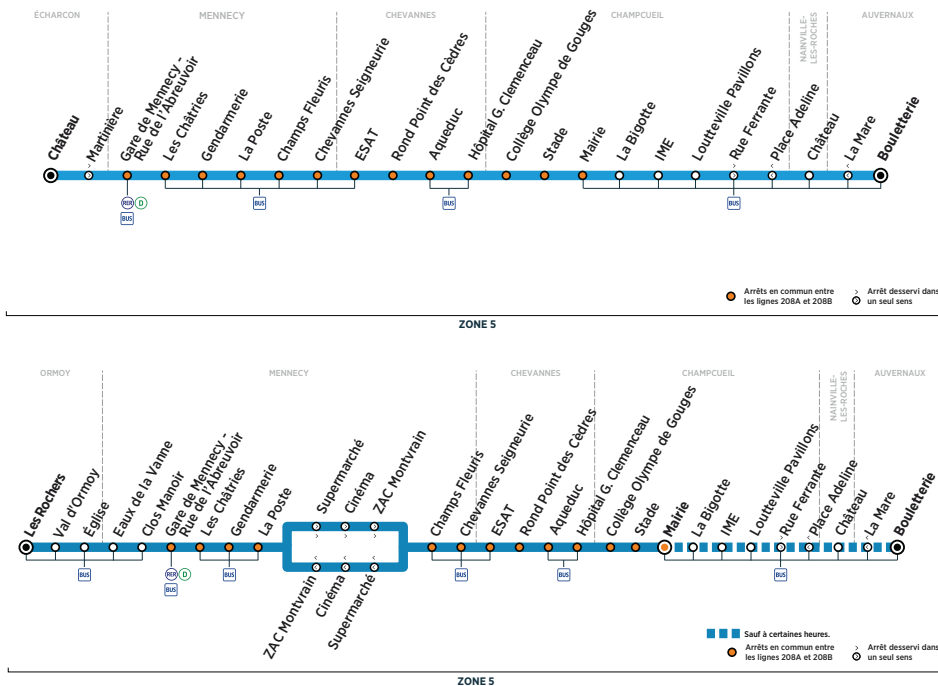 ÉCHARCON
MENNECY
CHEVANNES
CHAMPCUEIL
NAINVILLE-
LES-ROCHES
AUVERNAUX
Château
Martinière
Gare de Mennecy -
Rue de l'Abreuvoir
Les Châtries
Gendarmerie
La Poste
Champs Fleuris
Chevannes Seigneurie
ESAT
Rond Point des Cèdres
Aqueduc
Hôpital G. Clemenceau
Collège Olympe de Gouges
Stade
Mairie
La Bigotte
IME
Loutteville Pavillons
Rue Ferrante
Place Adeline
Château
La Mare
Bouletterie
RER D
BUS
BUS
BUS
BUS
Arrêts en commun entre
les lignes 208A et 208B
Arrêt desservi dans
un seul sens
ZONE 5
ORMOY
MENNECY
CHEVANNES
CHAMPCUEIL
NAINVILLE-
LES-ROCHES
AUVERNAUX
Les Rochers
Val d'Ormoy
Église
Eaux de la Vanne
Clos Manoir
Gare de Mennecy -
Rue de l'Abreuvoir
Les Châtries
Gendarmerie
La Poste
Supermarché
Cinéma
ZAC Montvrain
ZAC Montvrain
Cinéma
Supermarché
Champs Fleuris
Chevannes Seigneurie
ESAT
Rond Point des Cèdres
Aqueduc
Hôpital G. Clemenceau
Collège Olympe de Gouges
Stade
Mairie
La Bigotte
IME
Loutteville Pavillons
Rue Ferrante
Place Adeline
Château
La Mare
Bouletterie
BUS
RER D
BUS
BUS
BUS
BUS
BUS
Sauf à certaines heures.
Arrêts en commun entre
les lignes 208A et 208B
Arrêt desservi dans
un seul sens
ZONE 5